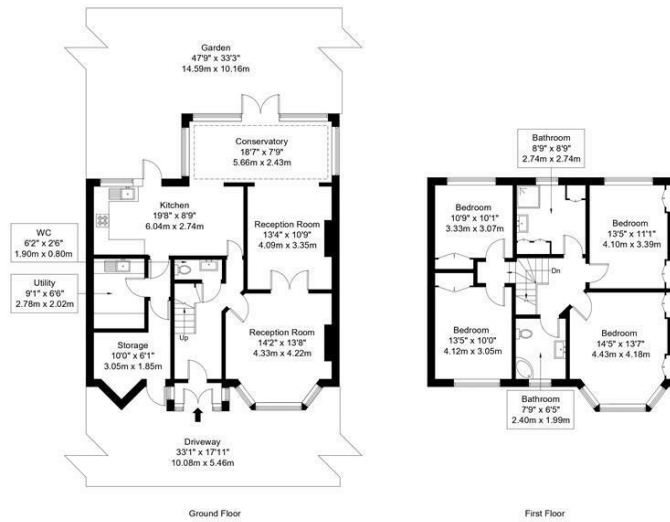 Garden
47'9" x 33'3"
14.59m x 10.16m
Conservatory
18'7" x 7'9"
5.66m x 2.43m
Kitchen
19'8" x 8'9"
6.04m x 2.74m
WC
6'2" x 2'6"
1.90m x 0.80m
Reception Room
13'4" x 10'9"
4.09m x 3.35m
Utility
9'1" x 6'6"
2.78m x 2.02m
Up
Reception Room
14'2" x 13'8"
4.33m x 4.22m
Storage
10'0" x 6'1"
3.05m x 1.85m
Driveway
33'1" x 17'11"
10.08m x 5.46m
Ground Floor
Bathroom
8'9" x 8'9"
2.74m x 2.74m
Bedroom
10'9" x 10'1"
3.33m x 3.07m
Bedroom
13'5" x 11'1"
4.10m x 3.39m
Dn
Bedroom
13'5" x 10'0"
4.12m x 3.05m
Bedroom
14'5" x 13'7"
4.43m x 4.18m
Bathroom
7'9" x 6'5"
2.40m x 1.99m
First Floor